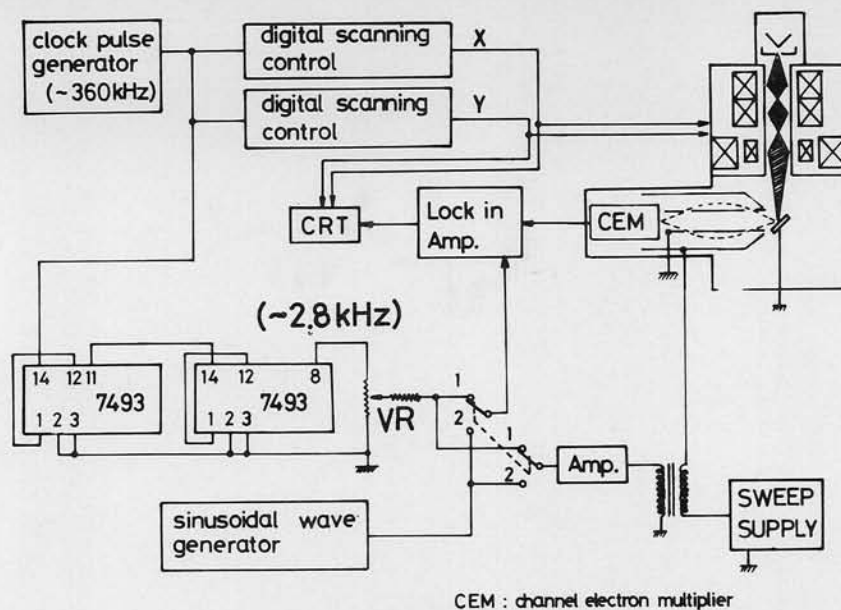 clock pulse
generator
(~360kHz)
digital scanning
control
X
digital scanning
control
Y
CRT
Lock in
Amp.
CEM
(~2.8kHz)
14 12 11
7493
1 2 3
14 12 8
7493
1 2 3
VR
1
2
1
2
Amp.
sinusoidal wave
generator
SWEEP
SUPPLY
CEM : channel electron multiplier